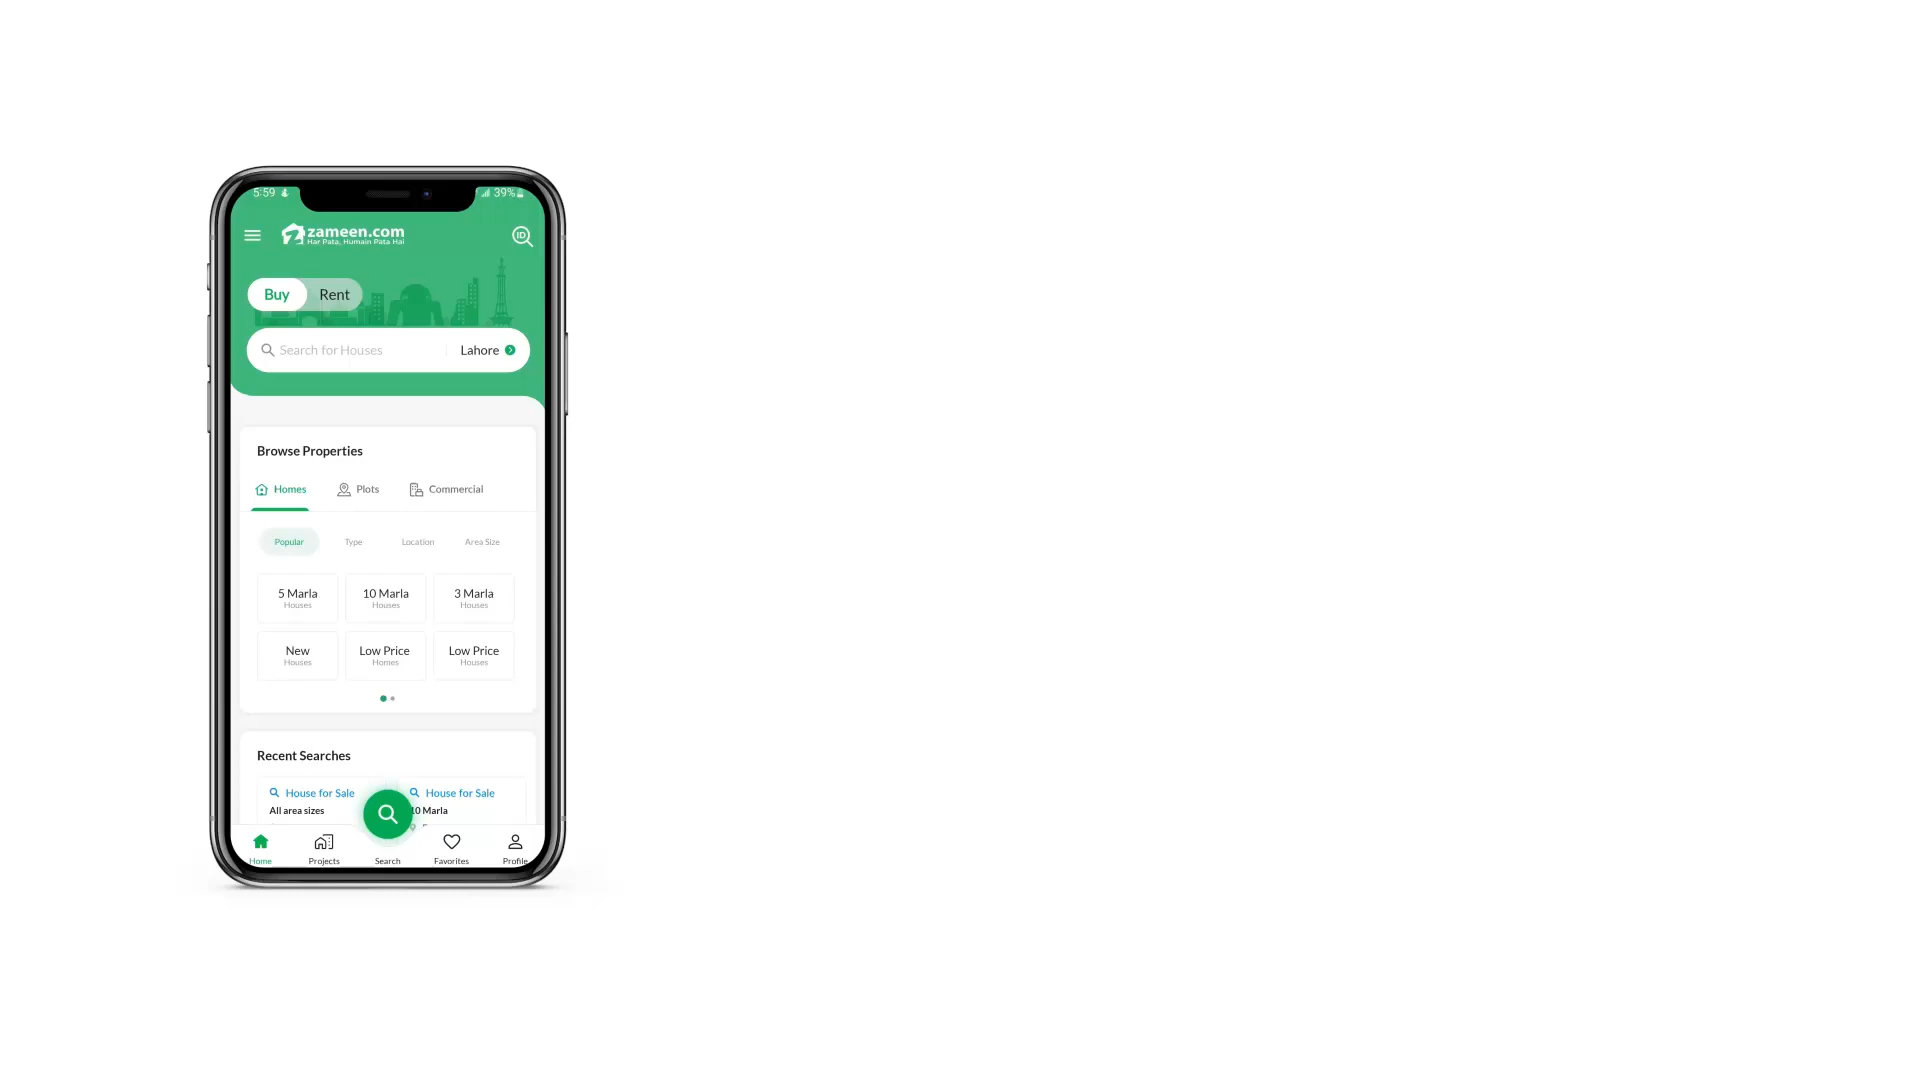 5:59 39%
zameen.com
Har Pata, Humain Pata Hai
ID
Buy Rent
Search for Houses Lahore
Browse Properties
Homes Plots Commercial
Popular Type Location Area Size
5 Marla 10 Marla 3 Marla
Houses Houses Houses
New Low Price Low Price
Houses Homes Houses
Recent Searches
House for Sale House for Sale
All area sizes 10 Marla
Home Projects Search Favorites Profile